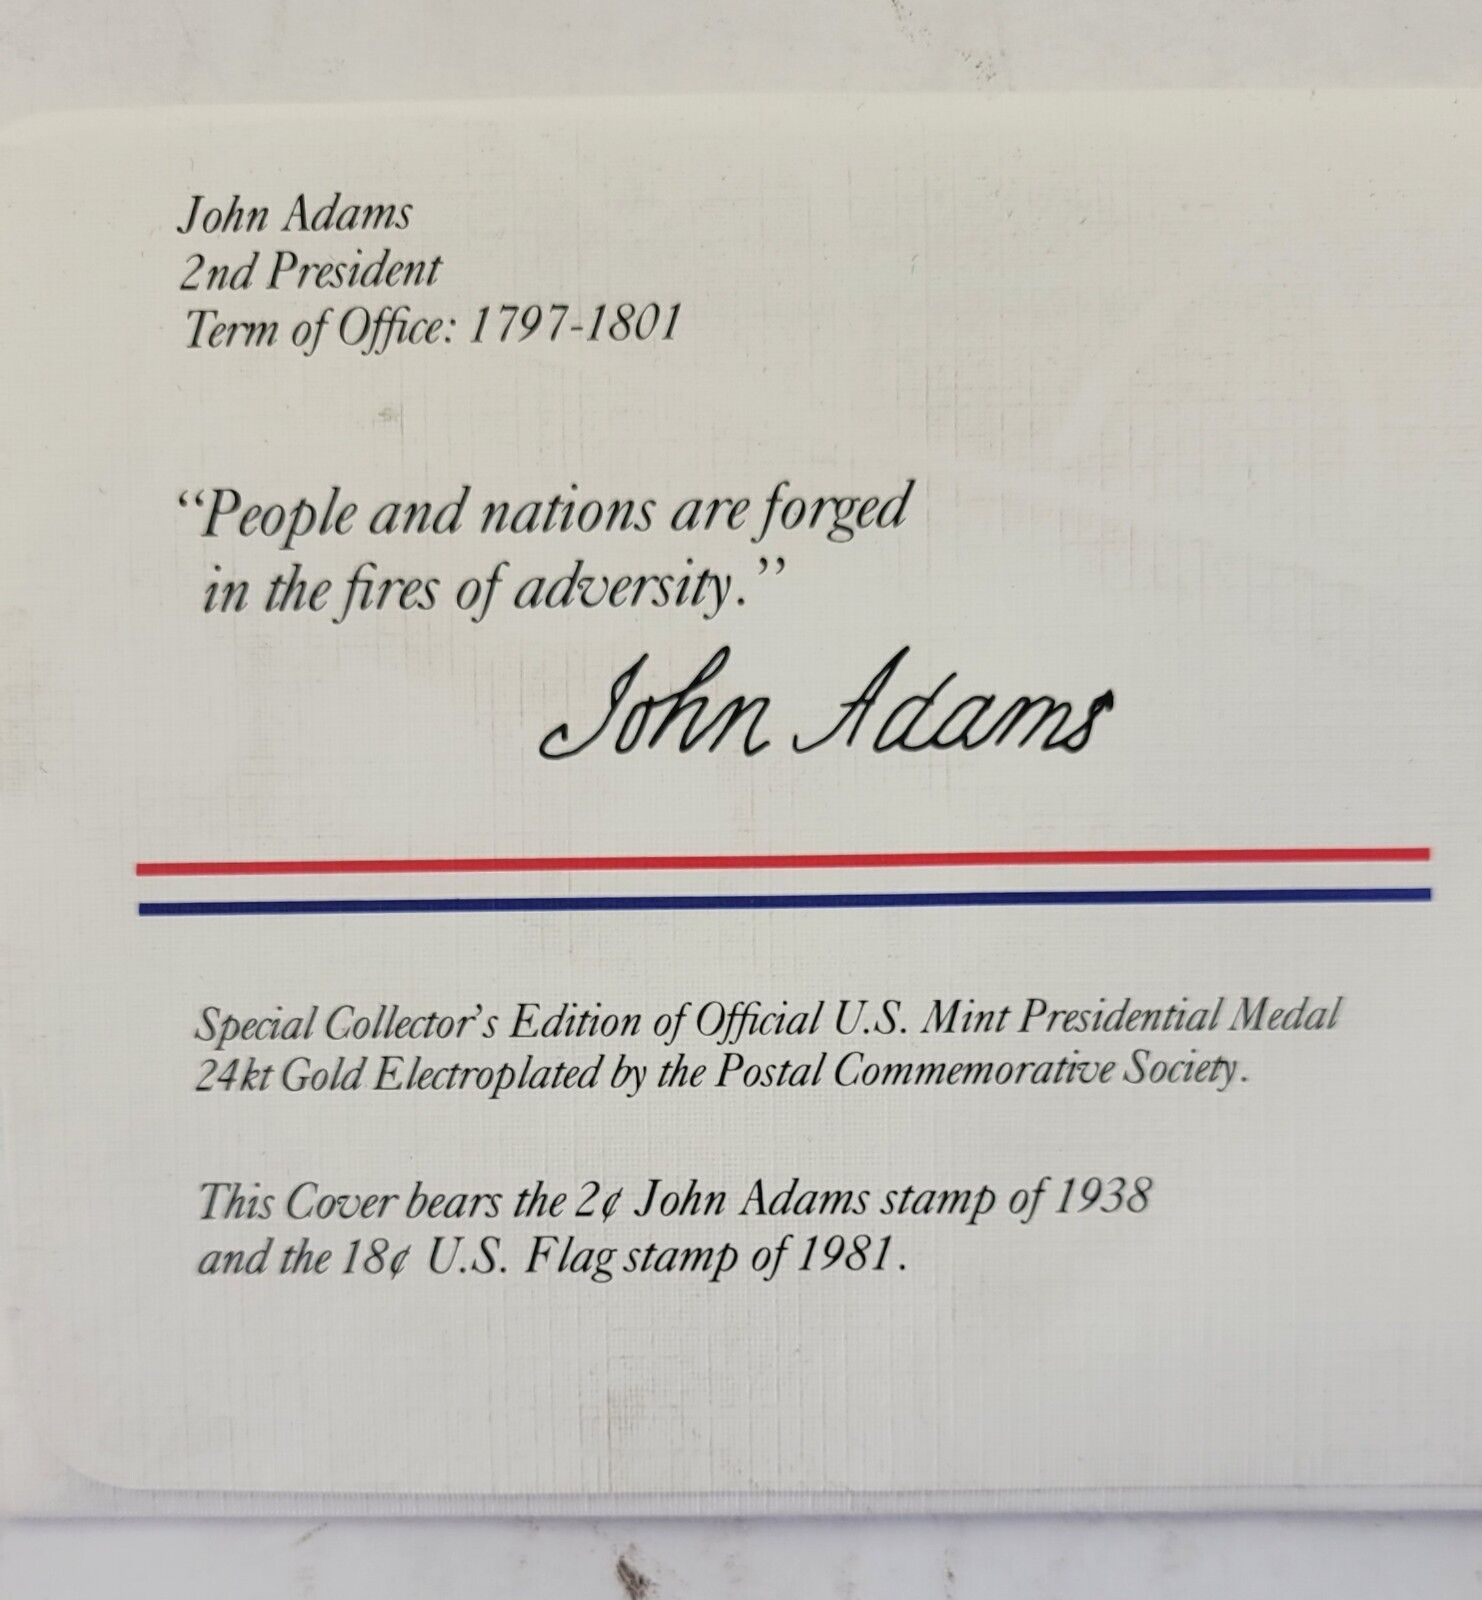 John Adams
2nd President
Term of Office: 1797-1801
“People and nations are forged
in the fires of adversity.”
John Adams
Special Collector's Edition of Official U.S. Mint Presidential Medal
24kt Gold Electroplated by the Postal Commemorative Society.
This Cover bears the 2¢ John Adams stamp of 1938
and the 18¢ U.S. Flag stamp of 1981.